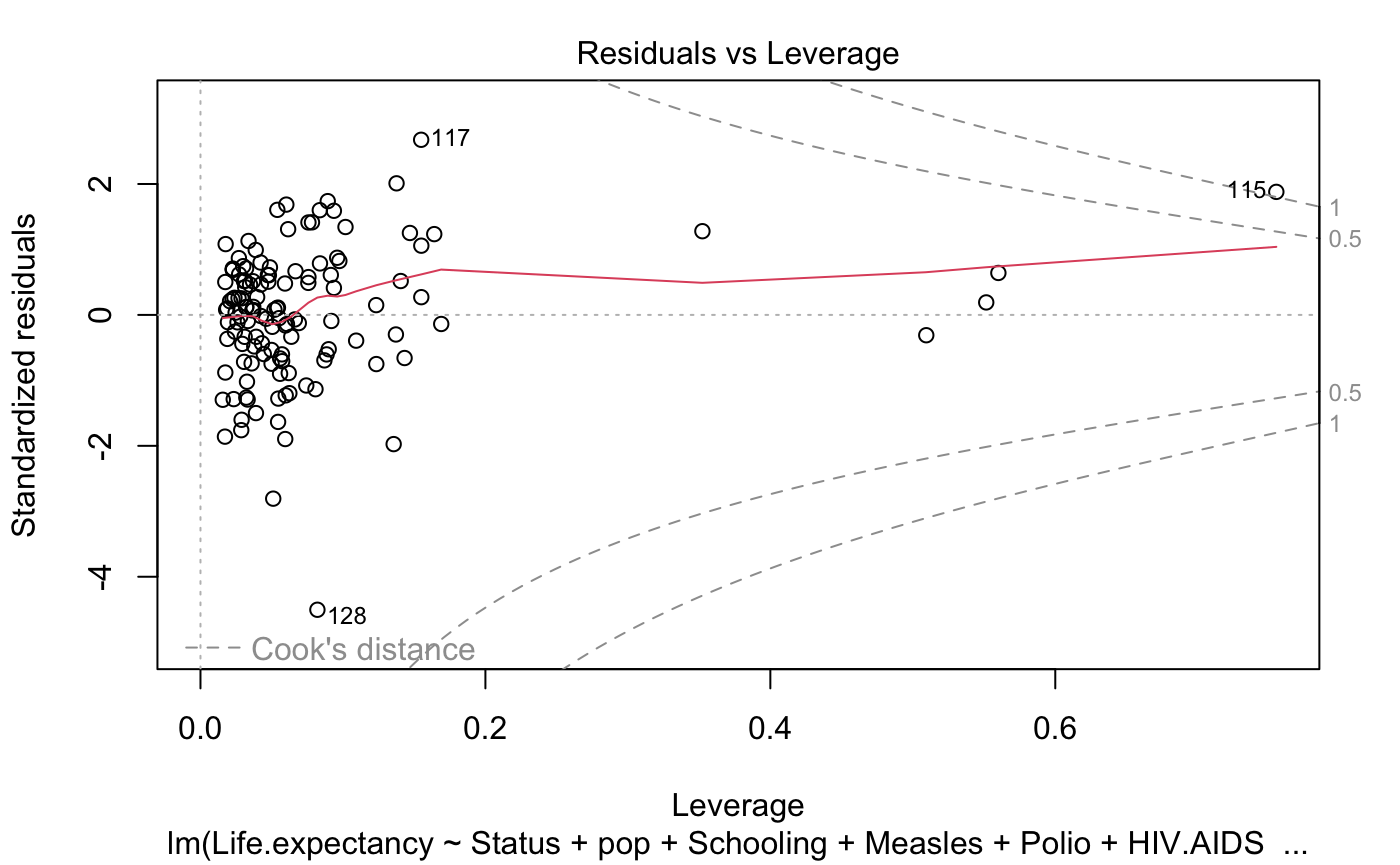 Residuals vs Leverage
Standardized residuals
2
0
-2
-4
117
115
128
1
0.5
0.5
1
Cook's distance
0.0 0.2 0.4 0.6
Leverage
lm(Life.expectancy ~ Status + pop + Schooling + Measles + Polio + HIV.AIDS ...